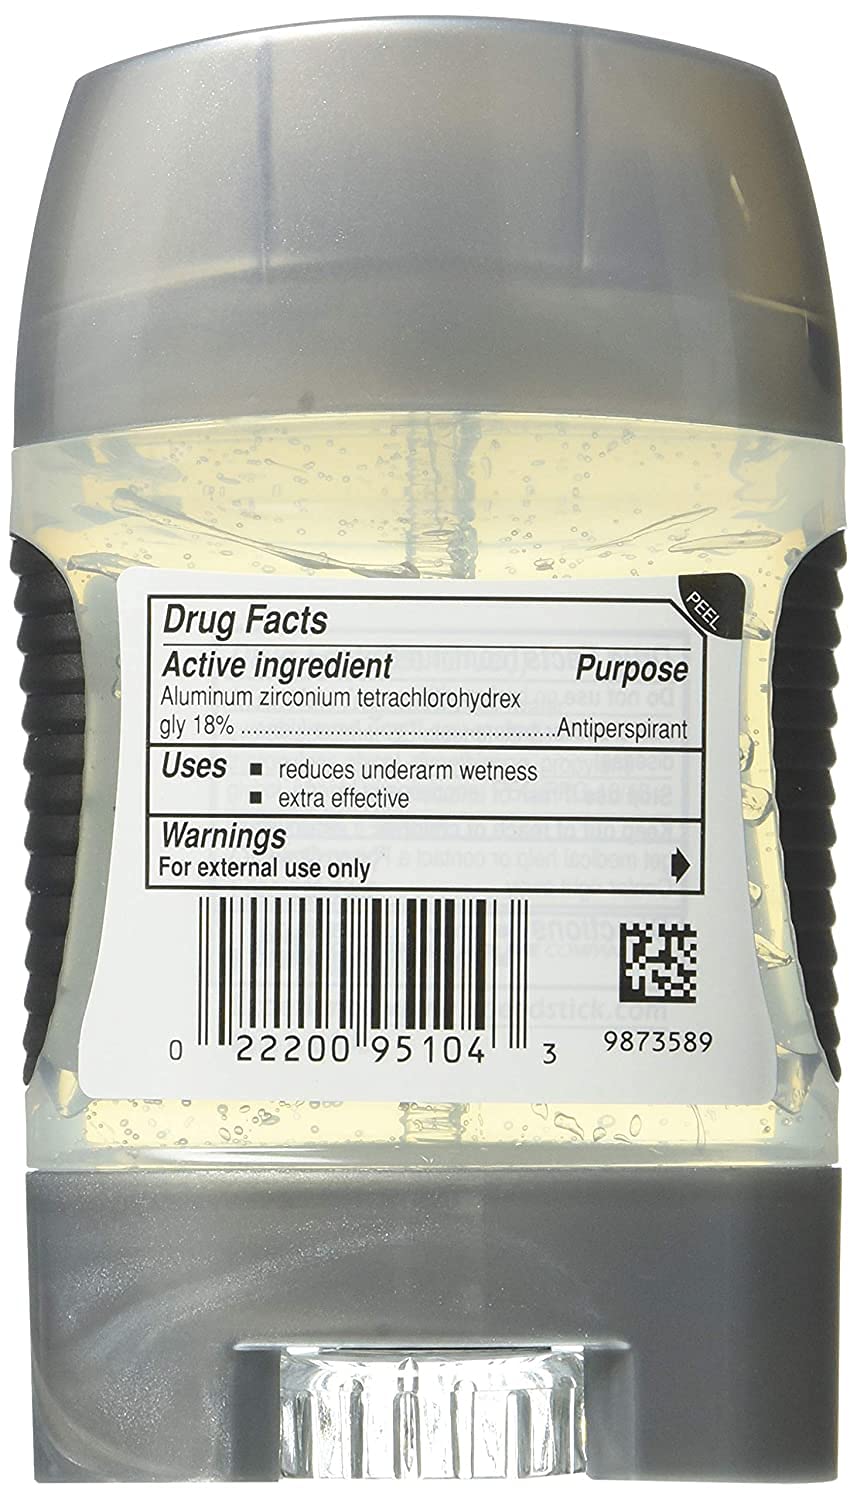 PEEL
Drug Facts
Active ingredient Purpose
Aluminum zirconium tetrachlorohydrex
gly 18% ......................................................Antiperspirant
Uses ■ reduces underarm wetness
■ extra effective
Warnings
For external use only
0 22200 95104 3
9873589